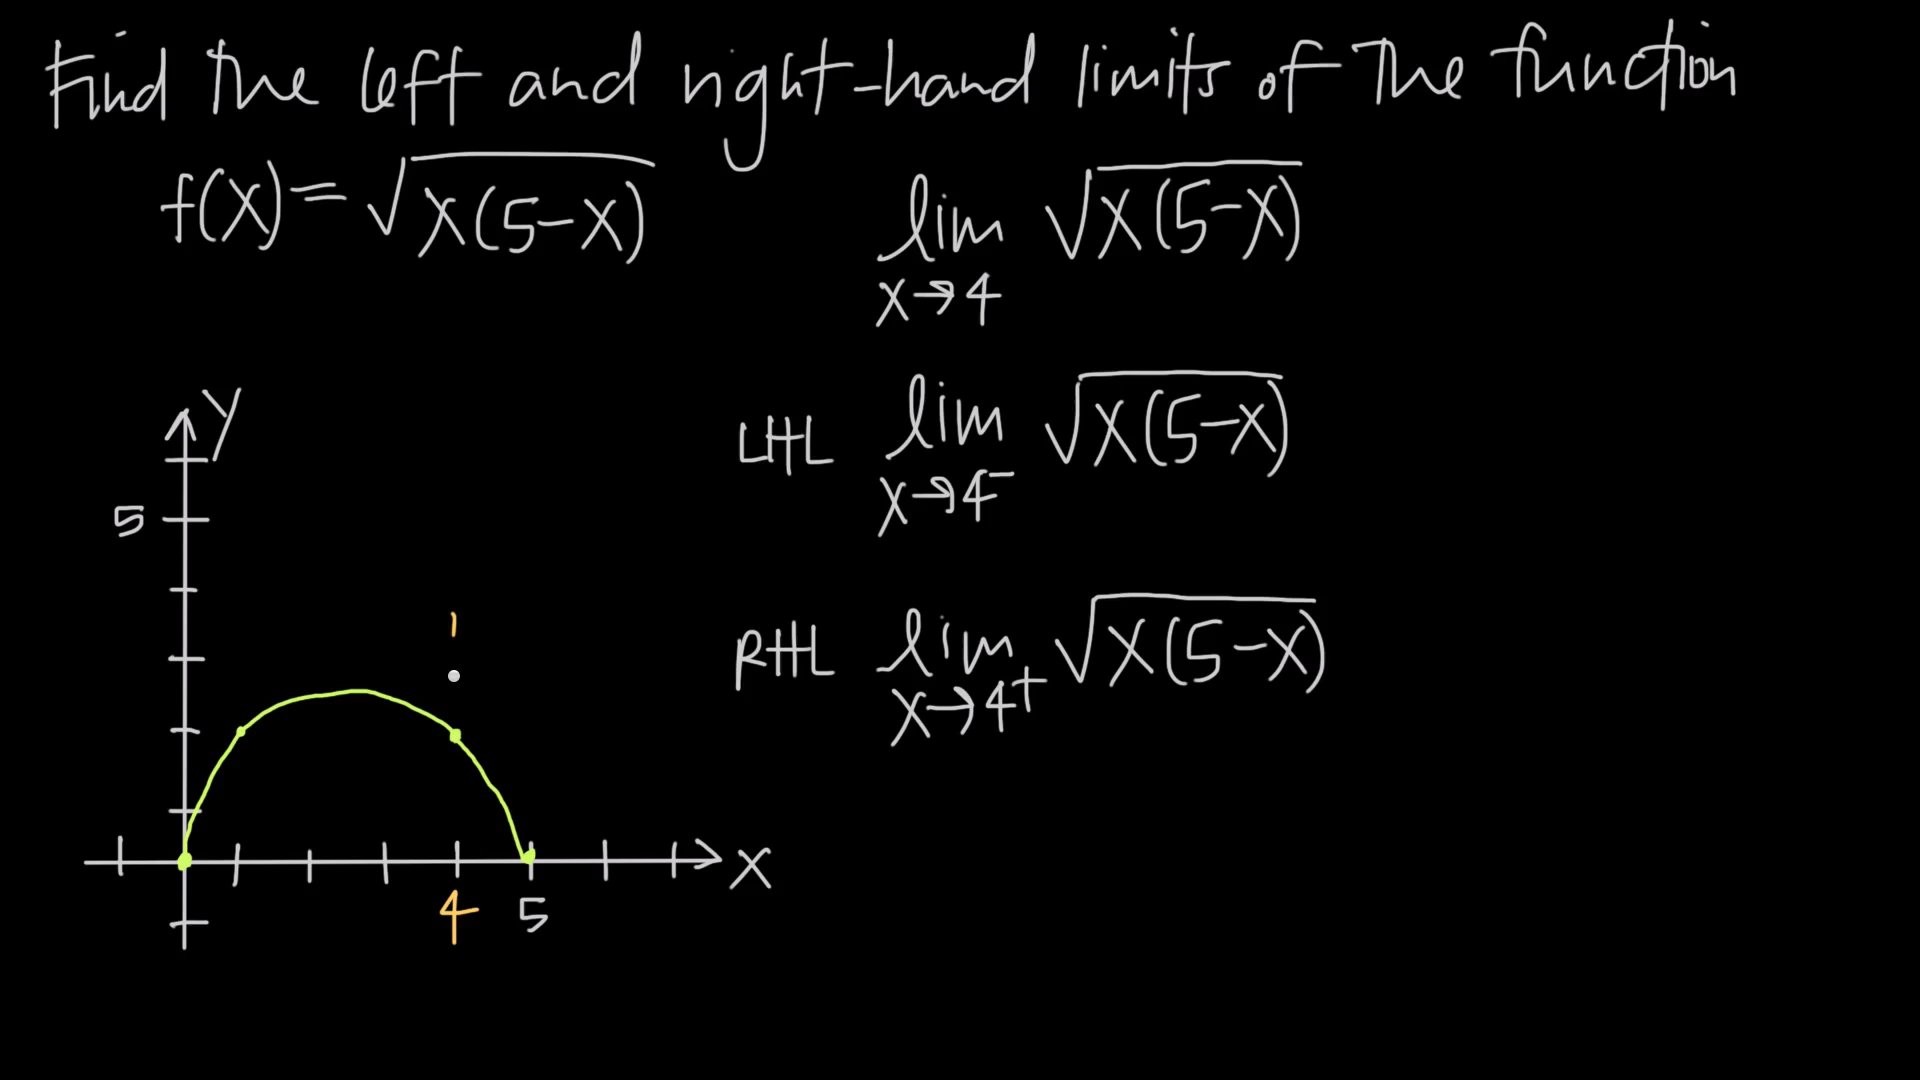 Find the left and right-hand limits of the function
f(x)=√x(5-x)
lim x→4 √x(5-x)
LHL lim x→4⁻ √x(5-x)
RHL lim x→4⁺ √x(5-x)
y
5
x
4 5